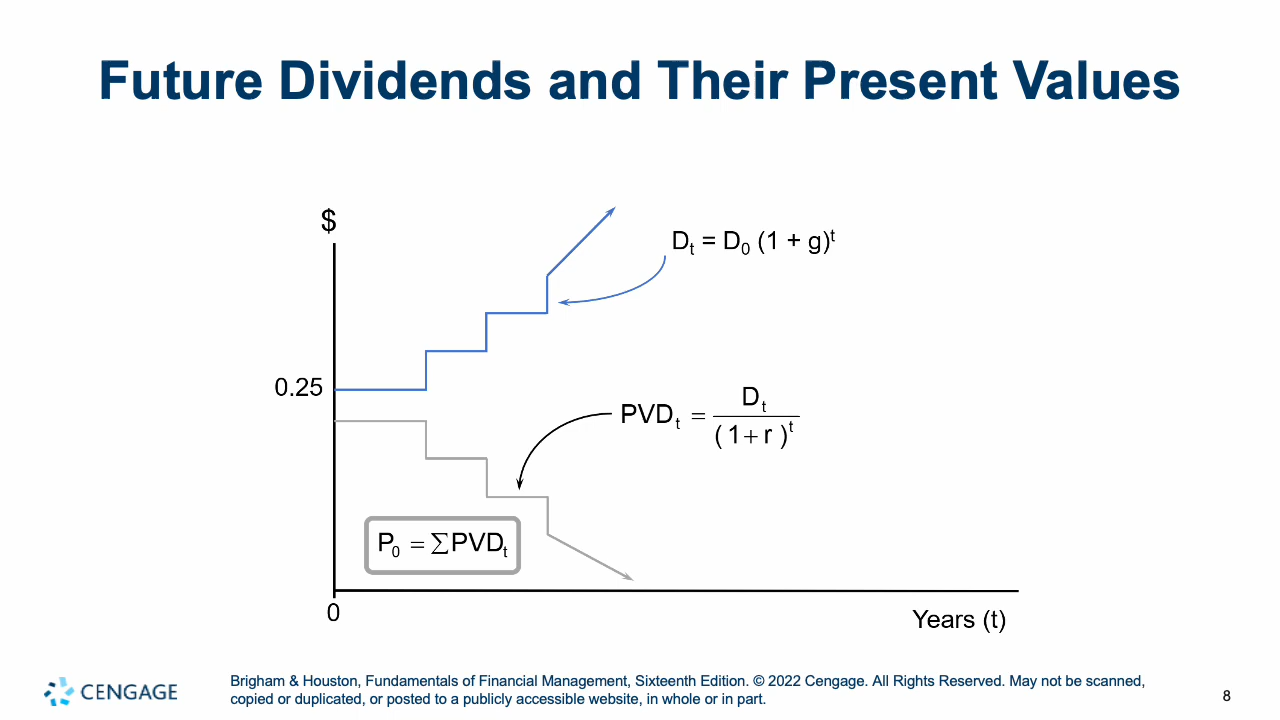 Future Dividends and Their Present Values
$
Dₜ = D₀ (1 + g)ᵗ
0.25
PVDₜ = Dₜ / (1 + r)ᵗ
P₀ = ∑PVDₜ
0
Years (t)
CENGAGE
Brigham & Houston, Fundamentals of Financial Management, Sixteenth Edition. © 2022 Cengage. All Rights Reserved. May not be scanned,
copied or duplicated, or posted to a publicly accessible website, in whole or in part.
8